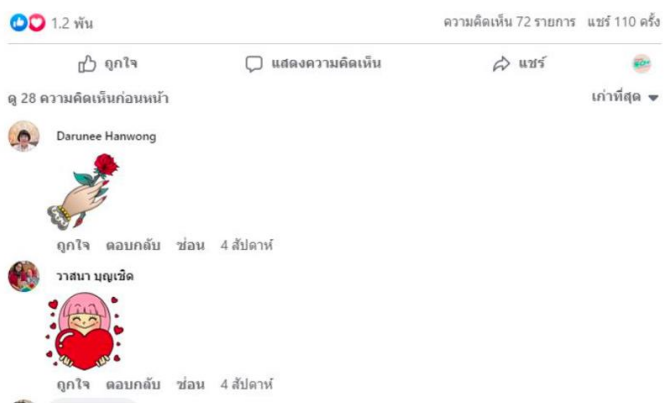 1.2 พัน ความคิดเห็น 72 รายการ แชร์ 110 ครั้ง
ถูกใจ แสดงความคิดเห็น แชร์
ดู 28 ความคิดเห็นก่อนหน้า เก่าที่สุด
Darunee Hanwong
ถูกใจ ตอบกลับ ซ่อน 4 สัปดาห์
วาสนา บุญเชิด
ถูกใจ ตอบกลับ ซ่อน 4 สัปดาห์